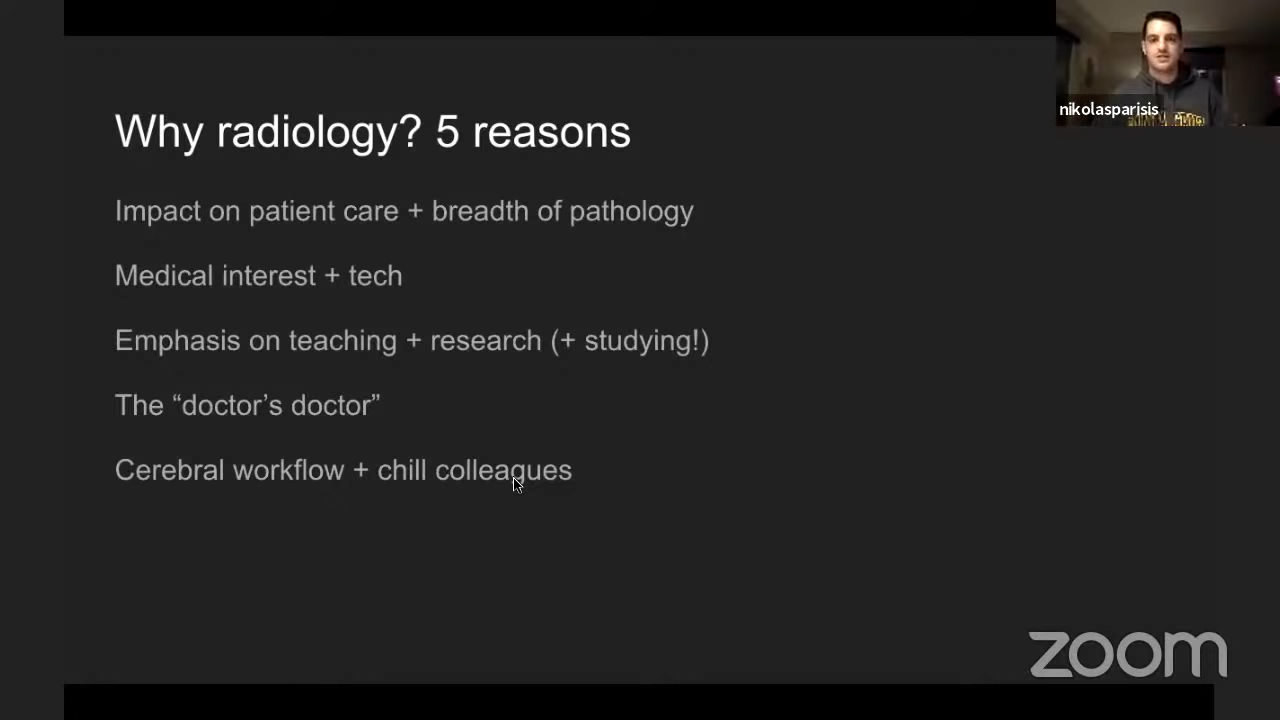 Why radiology? 5 reasons
nikolasparisis
Impact on patient care + breadth of pathology
Medical interest + tech
Emphasis on teaching + research (+ studying!)
The “doctor’s doctor”
Cerebral workflow + chill colleagues
zoom